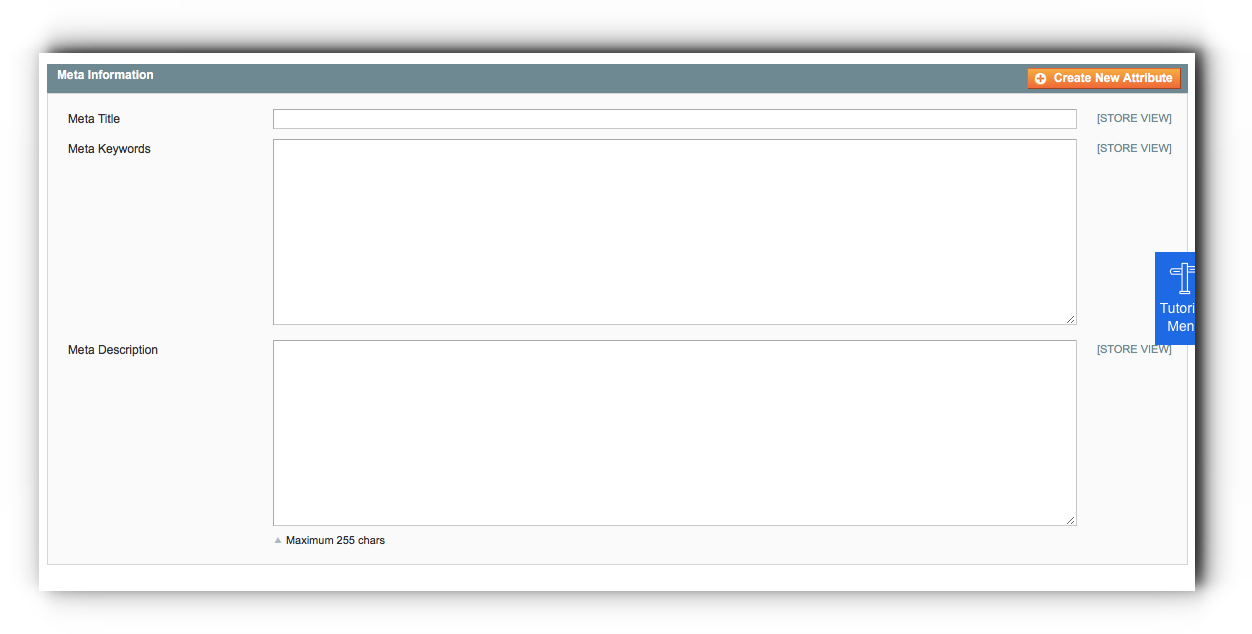 Meta Information
Create New Attribute
Meta Title
[STORE VIEW]
Meta Keywords
[STORE VIEW]
Tutori
Men
Meta Description
[STORE VIEW]
Maximum 255 chars